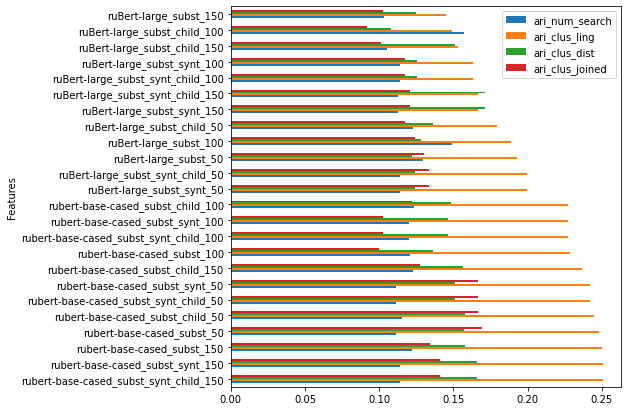 ruBert-large_subst_150
ruBert-large_subst_child_100
ruBert-large_subst_child_150
ruBert-large_subst_synt_100
ruBert-large_subst_synt_child_100
ruBert-large_subst_synt_child_150
ruBert-large_subst_synt_150
ruBert-large_subst_child_50
ruBert-large_subst_100
ruBert-large_subst_50
ruBert-large_subst_synt_child_50
ruBert-large_subst_synt_50
rubert-base-cased_subst_child_100
rubert-base-cased_subst_synt_100
rubert-base-cased_subst_synt_child_100
rubert-base-cased_subst_100
rubert-base-cased_subst_child_150
rubert-base-cased_subst_synt_50
rubert-base-cased_subst_synt_child_50
rubert-base-cased_subst_child_50
rubert-base-cased_subst_50
rubert-base-cased_subst_150
rubert-base-cased_subst_synt_150
rubert-base-cased_subst_synt_child_150
Features
ari_num_search
ari_clus_ling
ari_clus_dist
ari_clus_joined
0.00 0.05 0.10 0.15 0.20 0.25